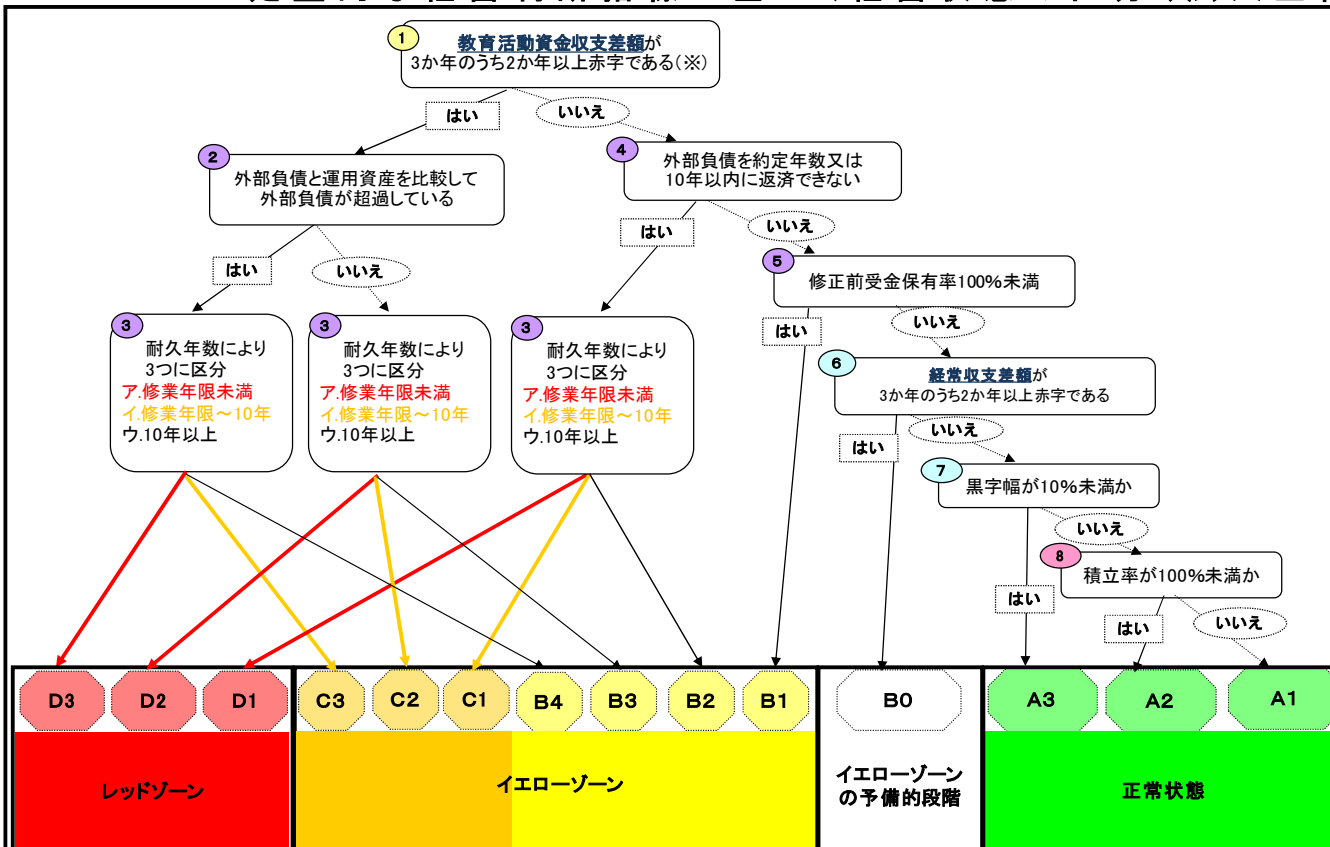 1
教育活動資金収支差額が
3か年のうち2か年以上赤字である(※)
はい
いいえ
2
外部負債と運用資産を比較して
外部負債が超過している
4
外部負債を約定年数又は
10年以内に返済できない
はい
いいえ
はい
いいえ
5
修正前受金保有率100%未満
はい
いいえ
3
耐久年数により
3つに区分
ア.修業年限未満
イ.修業年限～10年
ウ.10年以上
3
耐久年数により
3つに区分
ア.修業年限未満
イ.修業年限～10年
ウ.10年以上
3
耐久年数により
3つに区分
ア.修業年限未満
イ.修業年限～10年
ウ.10年以上
6
経常収支差額が
3か年のうち2か年以上赤字である
はい
いいえ
7
黒字幅が10%未満か
はい
いいえ
8
積立率が100%未満か
はい
いいえ
D3
D2
D1
C3
C2
C1
B4
B3
B2
B1
B0
A3
A2
A1
レッドゾーン
イエローゾーン
イエローゾーン
の予備的段階
正常状態